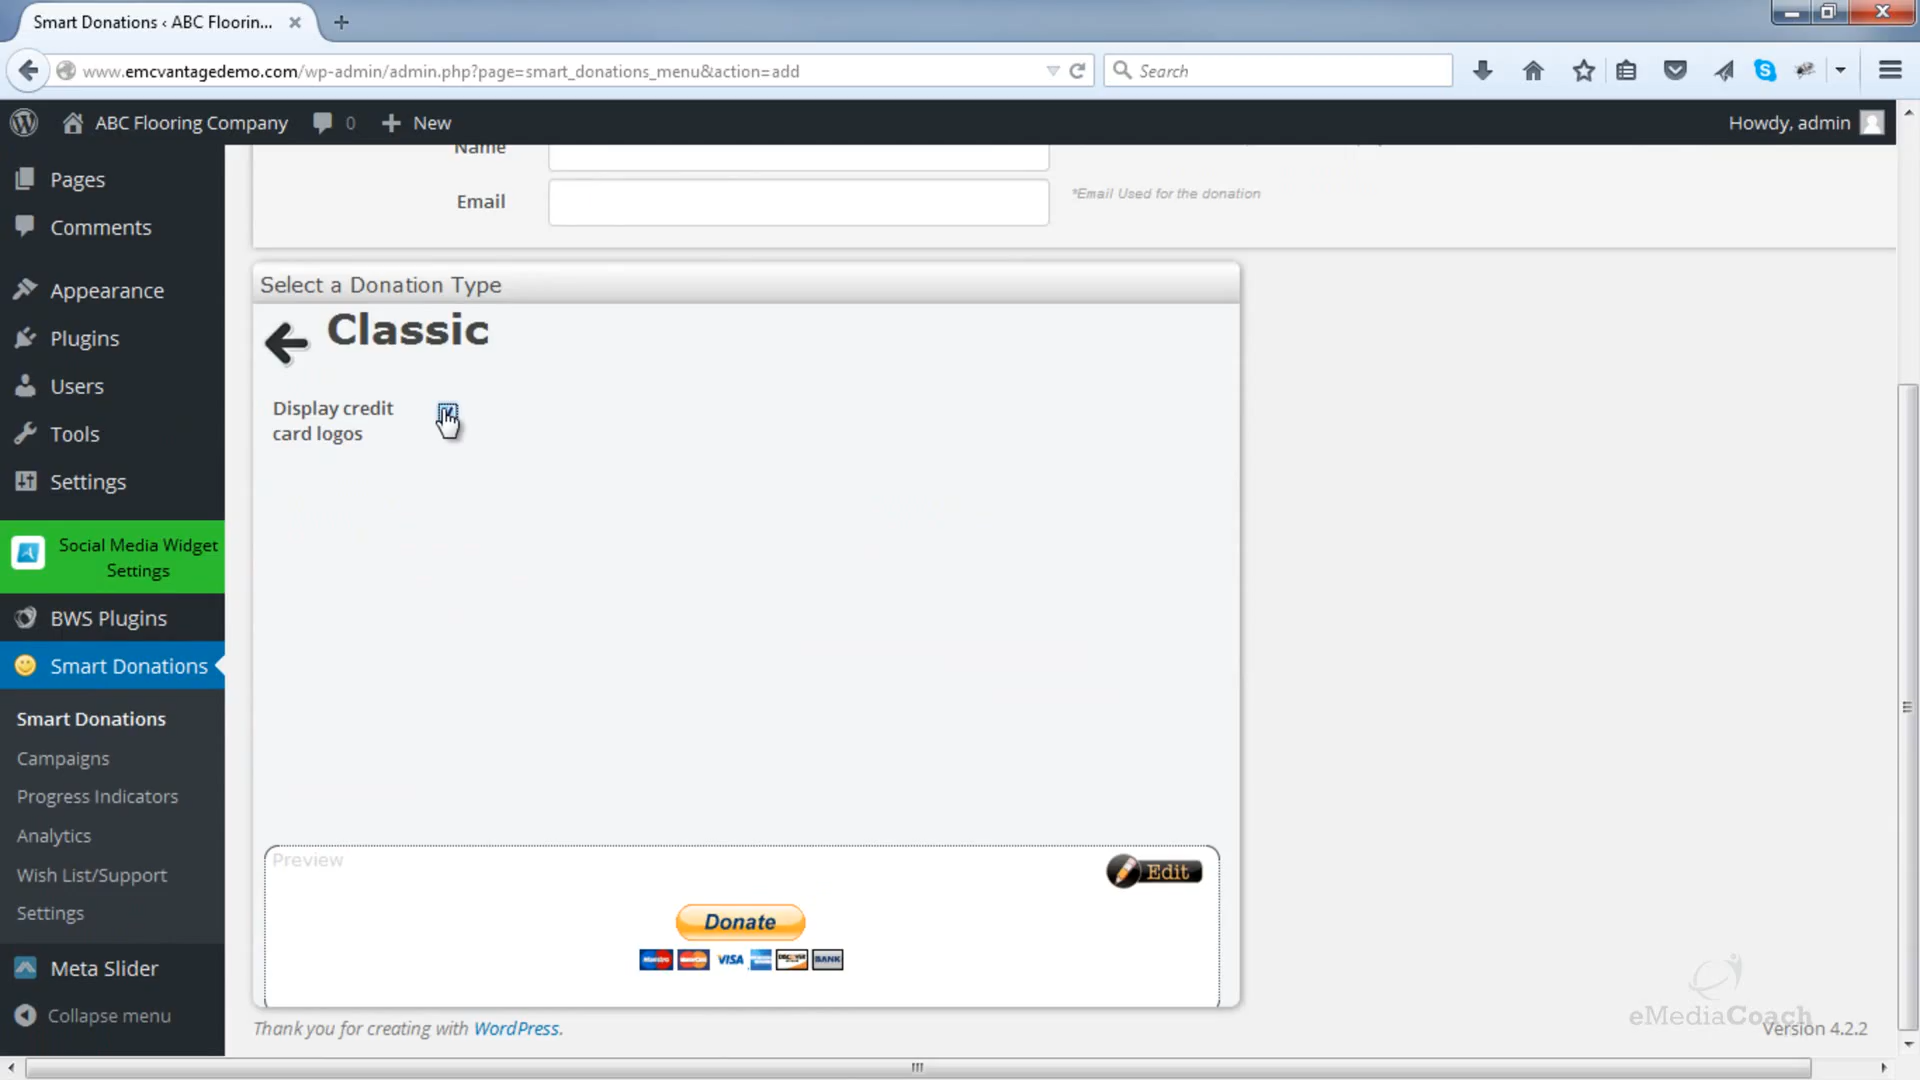 Smart Donations ‹ ABC Floorin...
www.emcvantagedemo.com/wp-admin/admin.php?page=smart_donations_menu&action=add
Search
ABC Flooring Company
0
New
Howdy, admin
Pages
Comments
Appearance
Plugins
Users
Tools
Settings
Social Media Widget
Settings
BWS Plugins
Smart Donations
Smart Donations
Campaigns
Progress Indicators
Analytics
Wish List/Support
Settings
Meta Slider
Collapse menu
Name
Email
*Email Used for the donation
Select a Donation Type
Classic
Display credit
card logos
Preview
Edit
Donate
Maestro MasterCard VISA DISCOVER BANK
Thank you for creating with WordPress.
eMediaCoach
Version 4.2.2